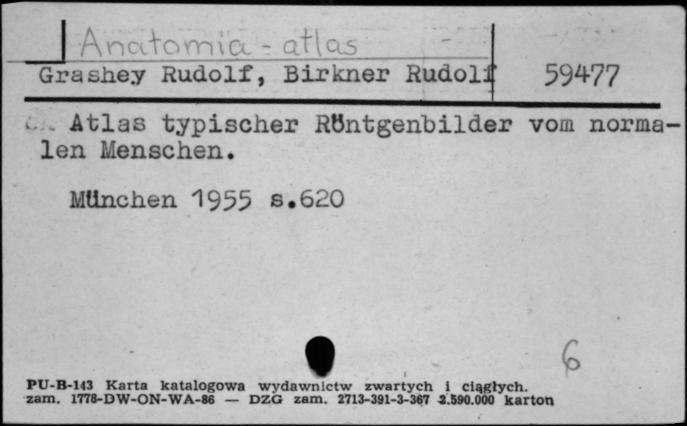 Anatomia - atlas
Grashey Rudolf, Birkner Rudolf 59477
Atlas typischer Röntgenbilder vom norma-
len Menschen.
München 1955 s.620
6
PU-B-143 Karta katalogowa wydawnictw zwartych i ciągłych.
zam. 1778-DW-ON-WA-86 — DZG zam. 2713-391-3-367 2.590.000 karton